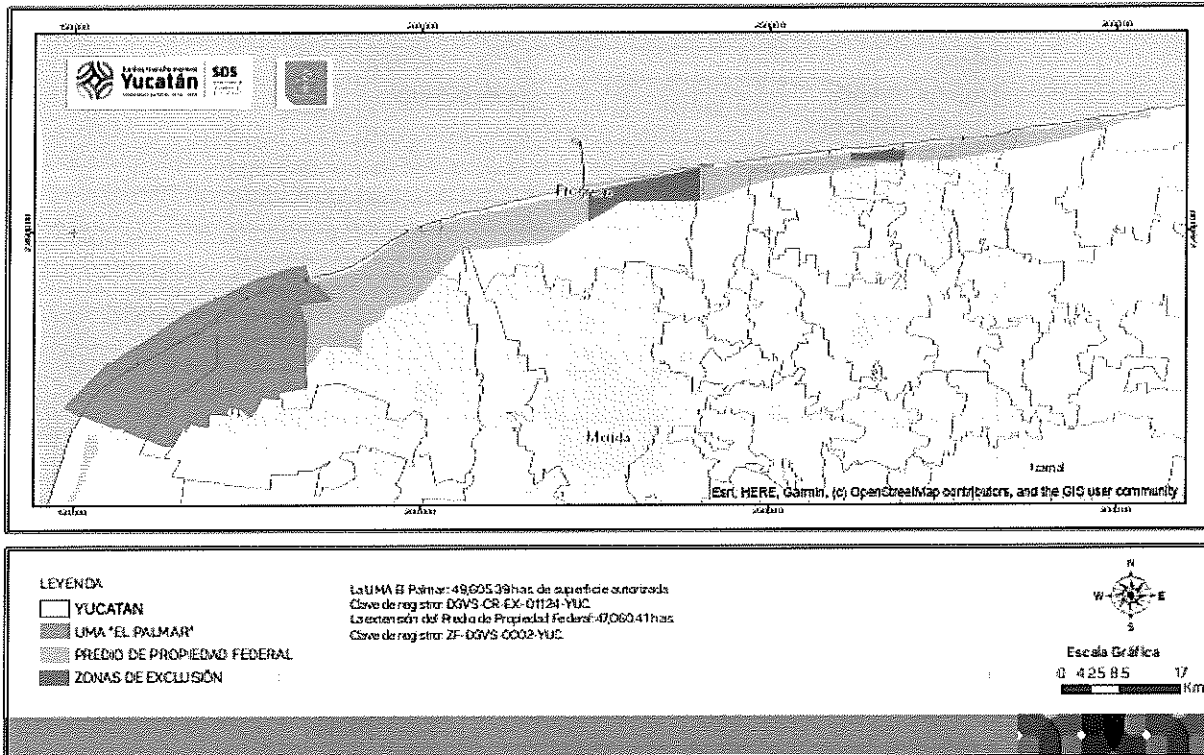 Yucatán
SDS
Mérida
Izamal
Esri, HERE, Garmin, (c) OpenStreetMap contributors, and the GIS user community
LEYENDA
YUCATAN
UMA "EL PALMAR"
PREDIO DE PROPIEDAD FEDERAL
ZONAS DE EXCLUSIÓN
La UMA El Palmar: 49,605.39 has. de superficie autorizada
Clave de registro: DGVS-CR-EX-01124-YUC
La extensión del Predio de Propiedad Federal: 47,060.41 has.
Clave de registro: ZF-DGVS-0002-YUC
N
W E
S
Escala Gráfica
0 4.25 8.5 17
Km